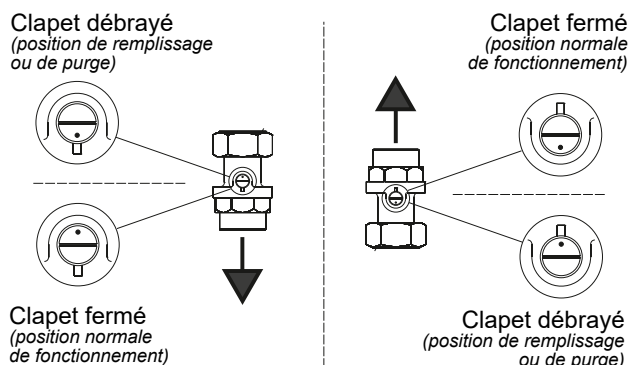 Clapet débrayé
(position de remplissage
ou de purge)
Clapet fermé
(position normale
de fonctionnement)
Clapet fermé
(position normale
de fonctionnement)
Clapet débrayé
(position de remplissage
ou de purge)